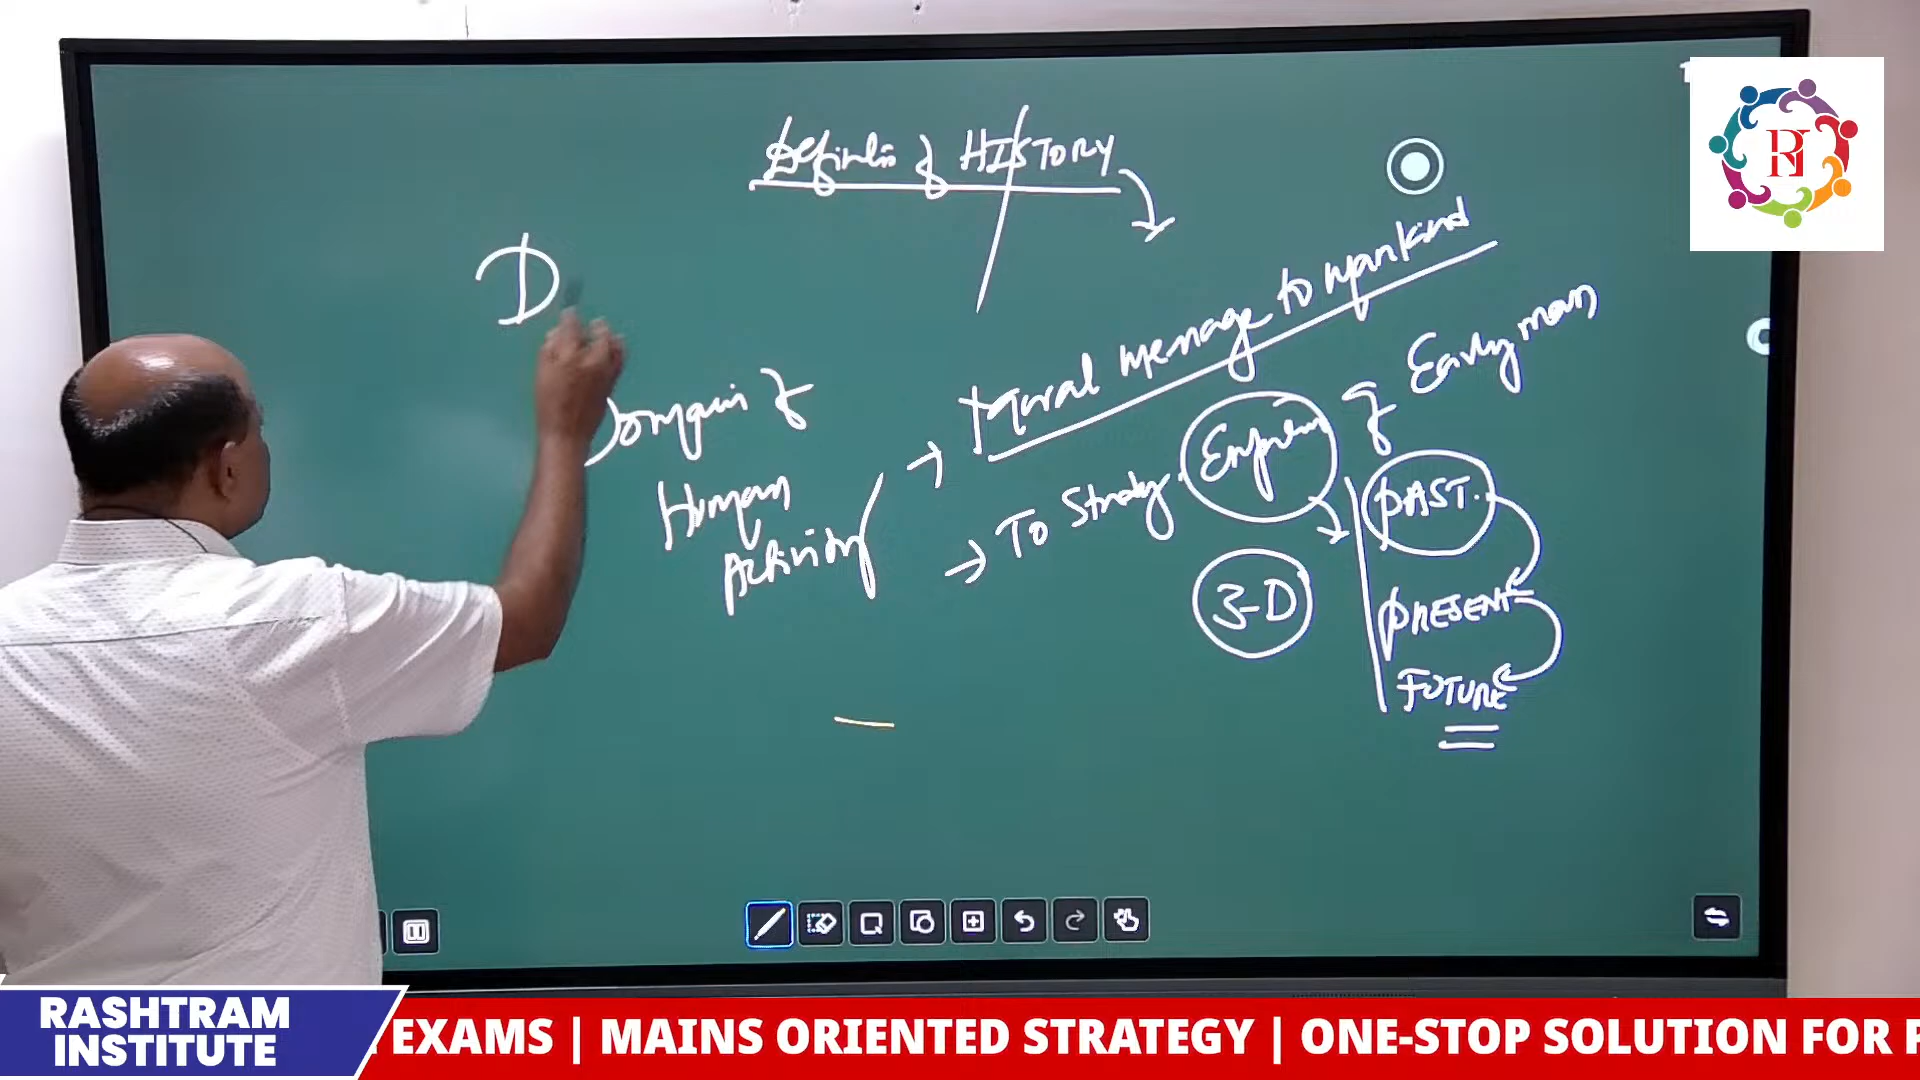 Definition of HISTORY
D
Moral message to mankind
Domain of
Human
Activity
→ To Study
of Early man
PAST.
3-D
PRESENT
FUTURE
RI
RASHTRAM
INSTITUTE
EXAMS | MAINS ORIENTED STRATEGY | ONE-STOP SOLUTION FOR